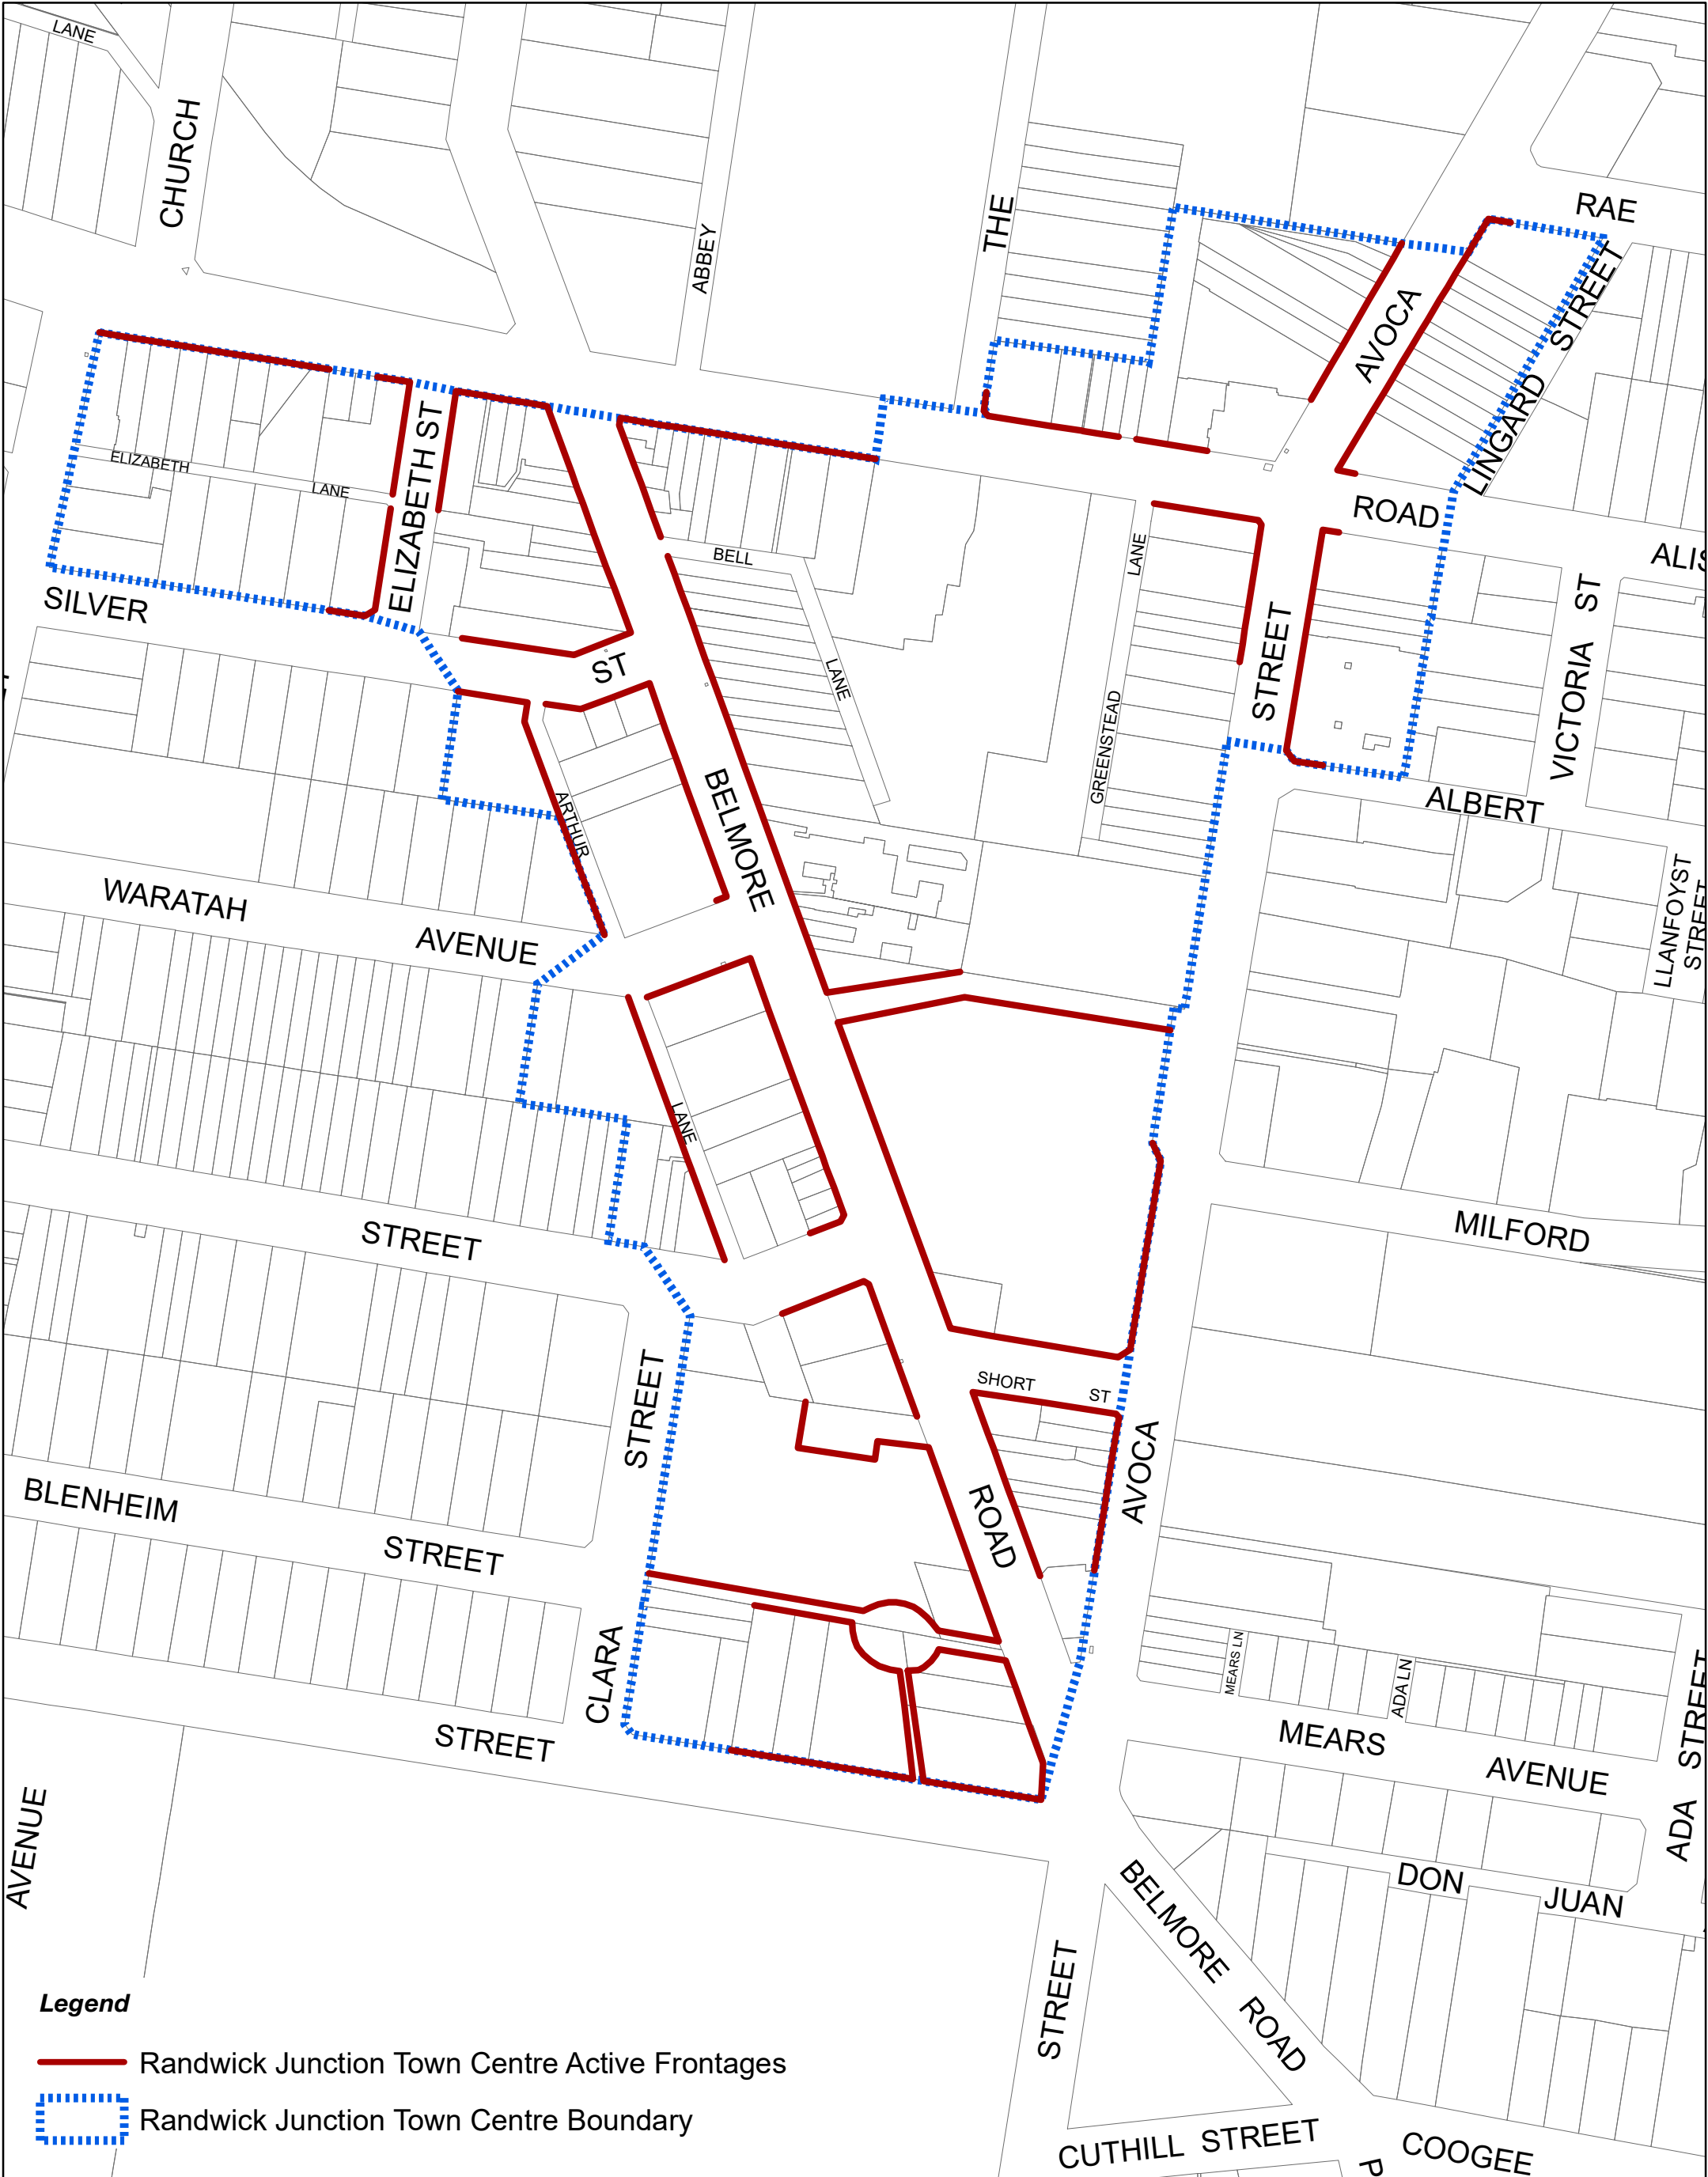 LANE
CHURCH
ABBEY
THE
RAE
STREET
AVOCA
LINGARD
ELIZABETH ST
ELIZABETH
LANE
ROAD
ALIS
BELL
LANE
SILVER
ST
LANE
STREET
VICTORIA ST
GREENSTEAD
BELMORE
ARTHUR
ALBERT
WARATAH
AVENUE
LLANFOYST
STREET
LANE
STREET
MILFORD
STREET
SHORT ST
AVOCA
BLENHEIM
STREET
ROAD
CLARA
STREET
MEARS LN
ADA LN
MEARS
AVENUE
STREET
ADA
AVENUE
DON
JUAN
BELMORE
ROAD
STREET
Legend
Randwick Junction Town Centre Active Frontages
Randwick Junction Town Centre Boundary
CUTHILL STREET
COOGEE
P